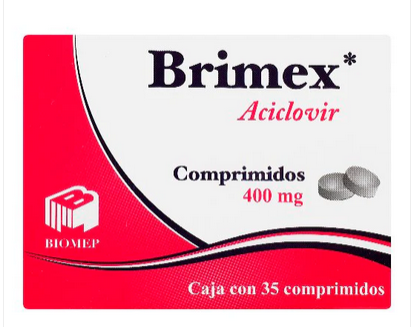 Brimex*
Aciclovir
Comprimidos
400 mg
BIOMEP
Caja con 35 comprimidos